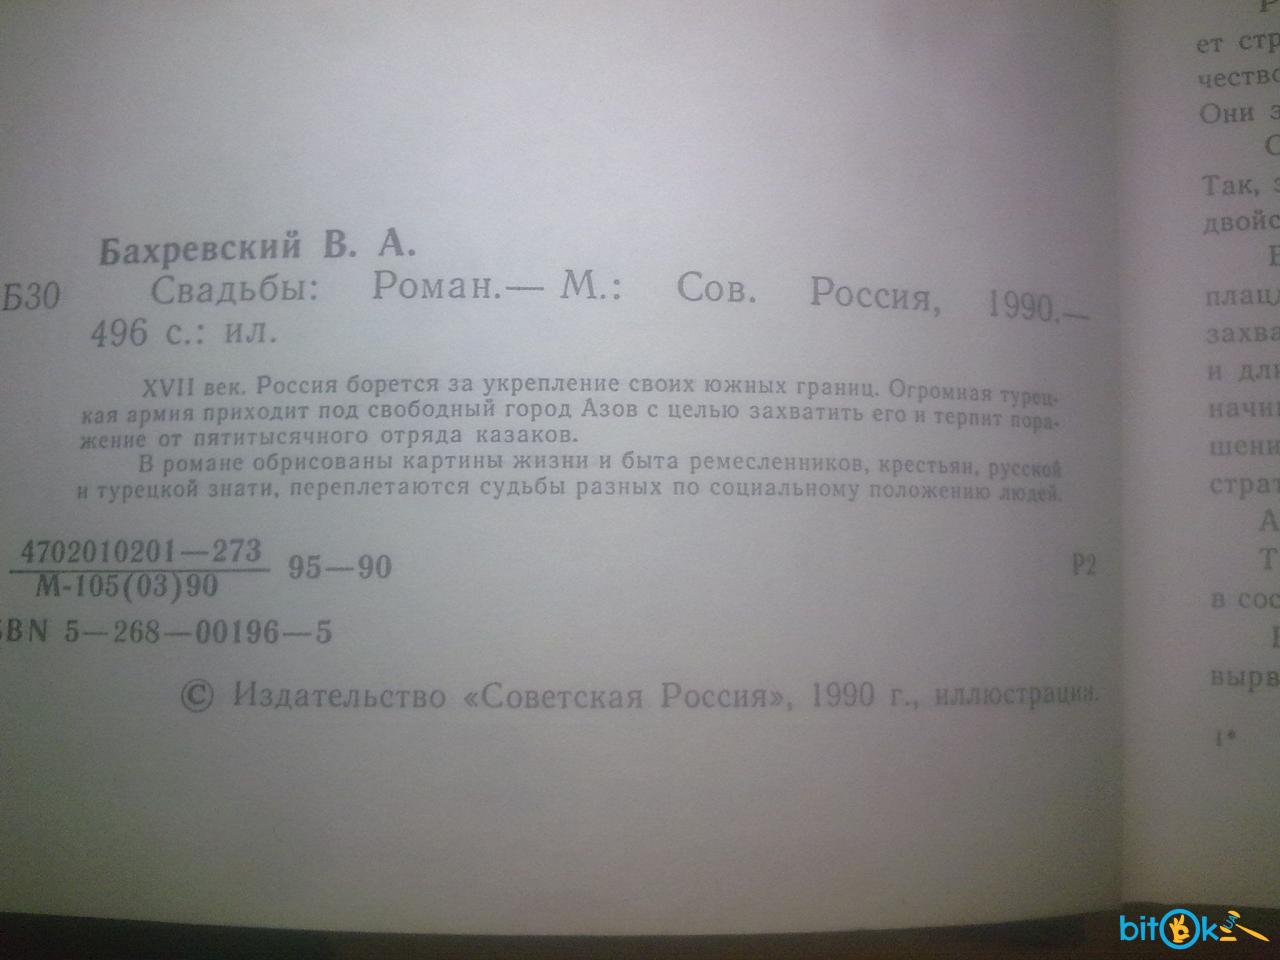 Бахревский В. А.
Б30 Свадьбы: Роман.— М.: Сов. Россия, 1990.—
496 с.: ил.
XVII век. Россия борется за укрепление своих южных границ. Огромная турец-
кая армия приходит под свободный город Азов с целью захватить его и терпит пора-
жение от пятитысячного отряда казаков.
В романе обрисованы картины жизни и быта ремесленников, крестьян, русской
и турецкой знати, переплетаются судьбы разных по социальному положению людей.
4702010201—273
М-105(03)90
95—90
Р2
SBN 5—268—00196—5
© Издательство «Советская Россия», 1990 г., иллюстрации.
ет стр
чество
Они з
Так, з
двойс
плац
захва
и дл
начи
шени
страт
А
Т
в сос
вырв
1*
bitOk
UA